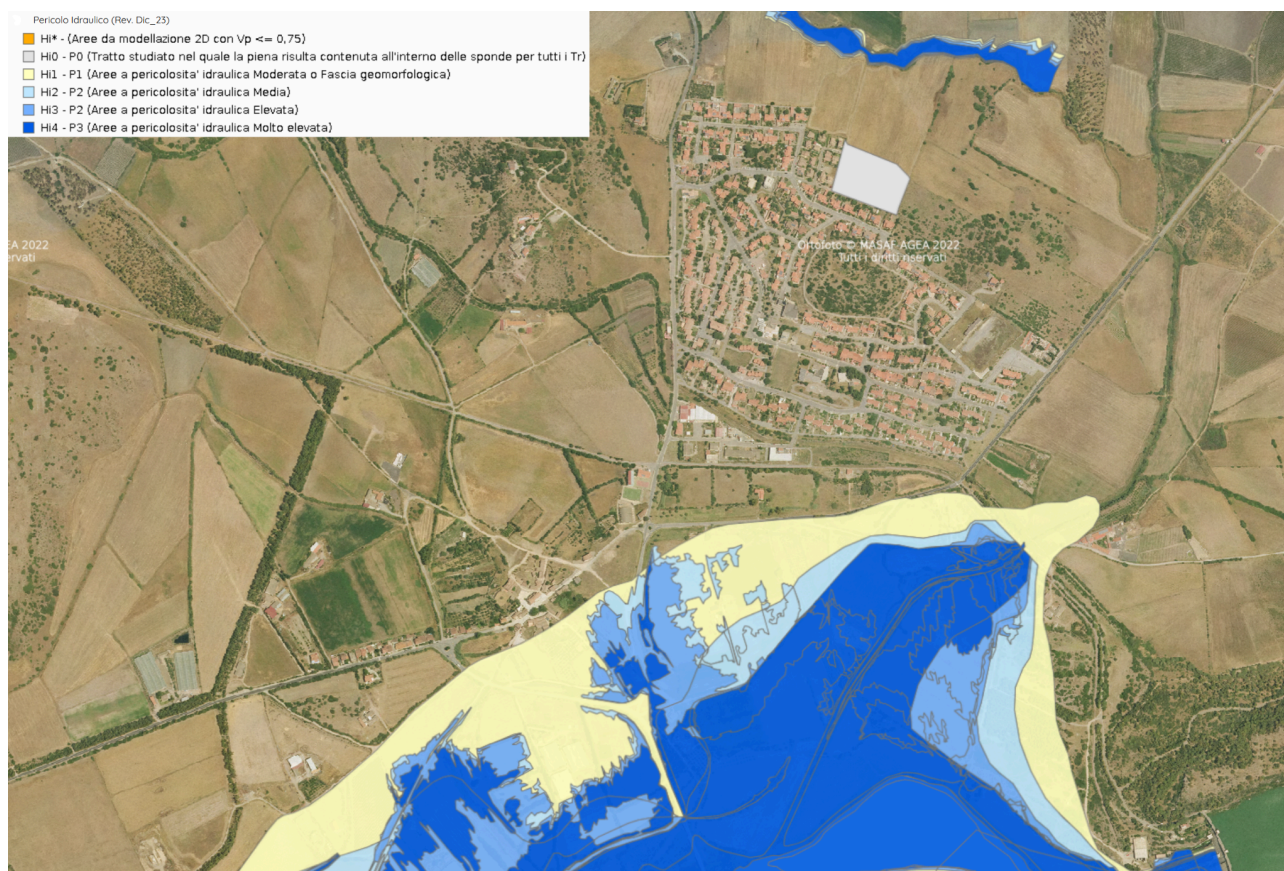 Pericolo Idraulico (Rev. Dic_23)
Hi* - (Aree da modellazione 2D con Vp <= 0,75)
Hi0 - P0 (Tratto studiato nel quale la piena risulta contenuta all'interno delle sponde per tutti i Tr)
Hi1 - P1 (Aree a pericolosita' idraulica Moderata o Fascia geomorfologica)
Hi2 - P2 (Aree a pericolosita' idraulica Media)
Hi3 - P2 (Aree a pericolosita' idraulica Elevata)
Hi4 - P3 (Aree a pericolosita' idraulica Molto elevata)
EA 2022
ervati
Ortofoto © MASAF AGEA 2022
Tutti i diritti riservati